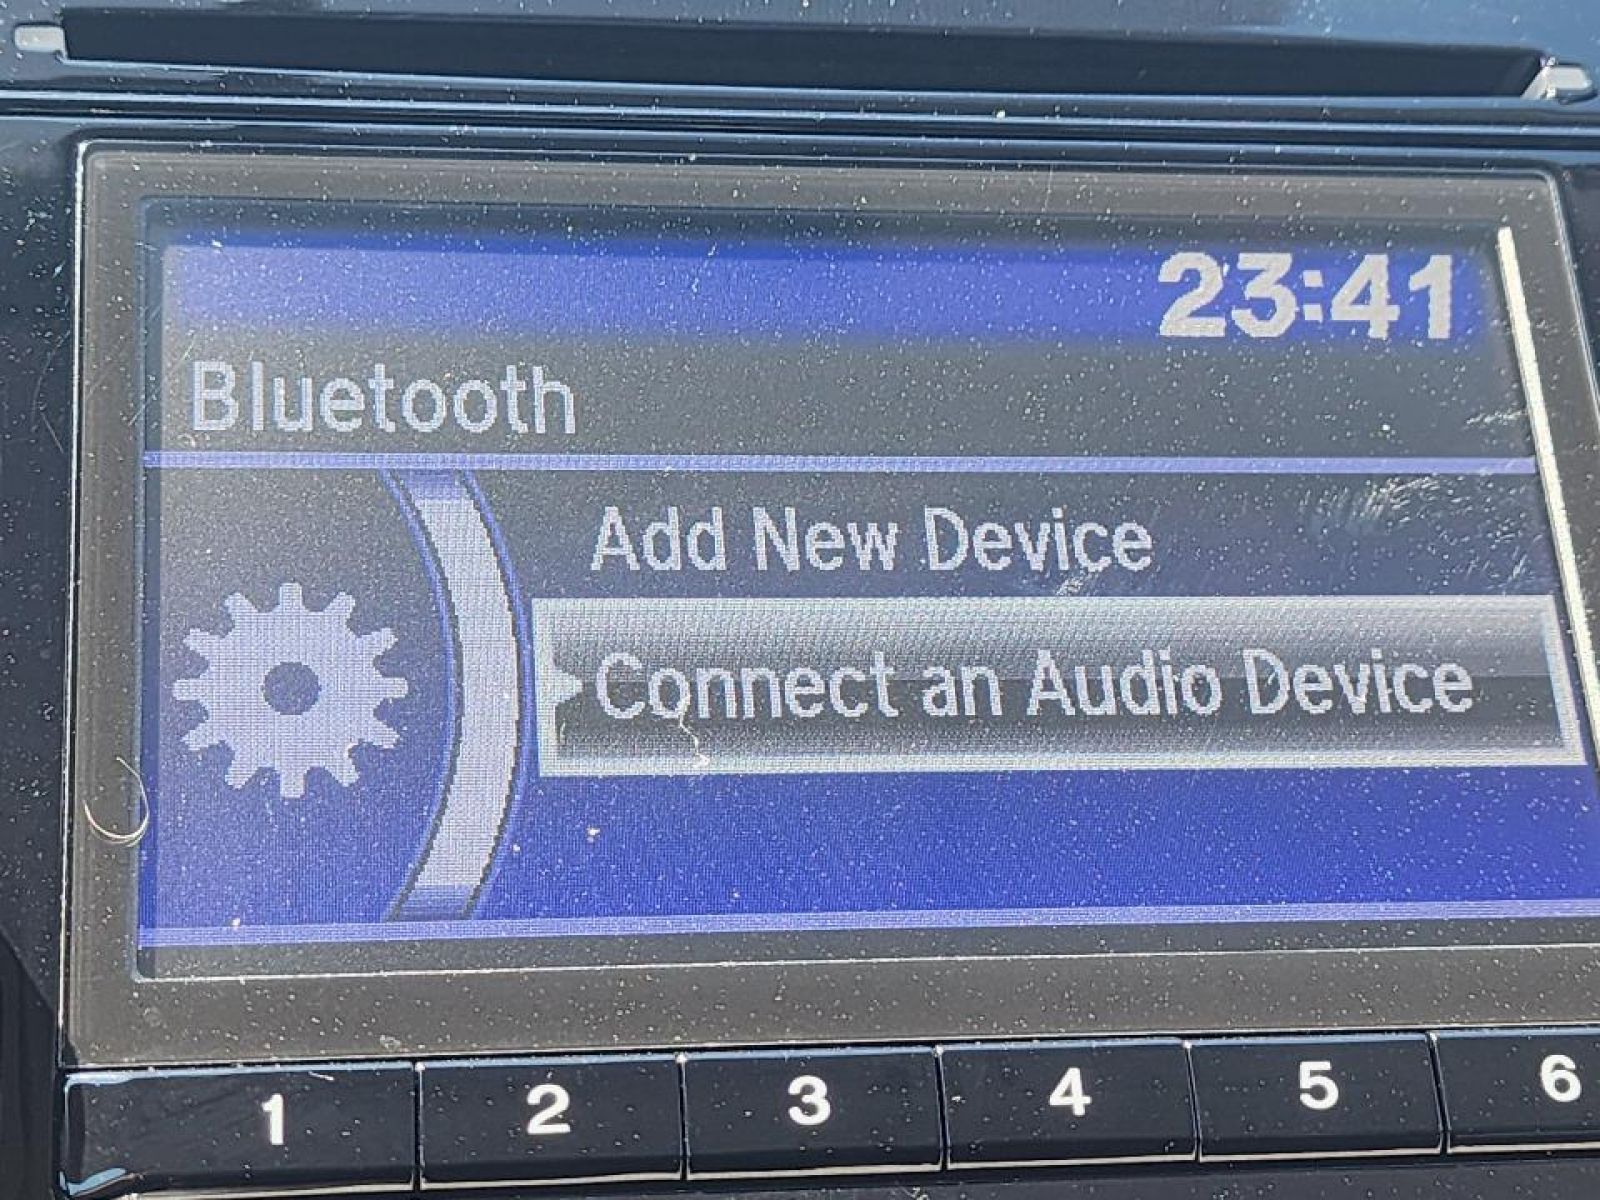 23:41
Bluetooth
Add New Device
Connect an Audio Device
1 2 3 4 5 6